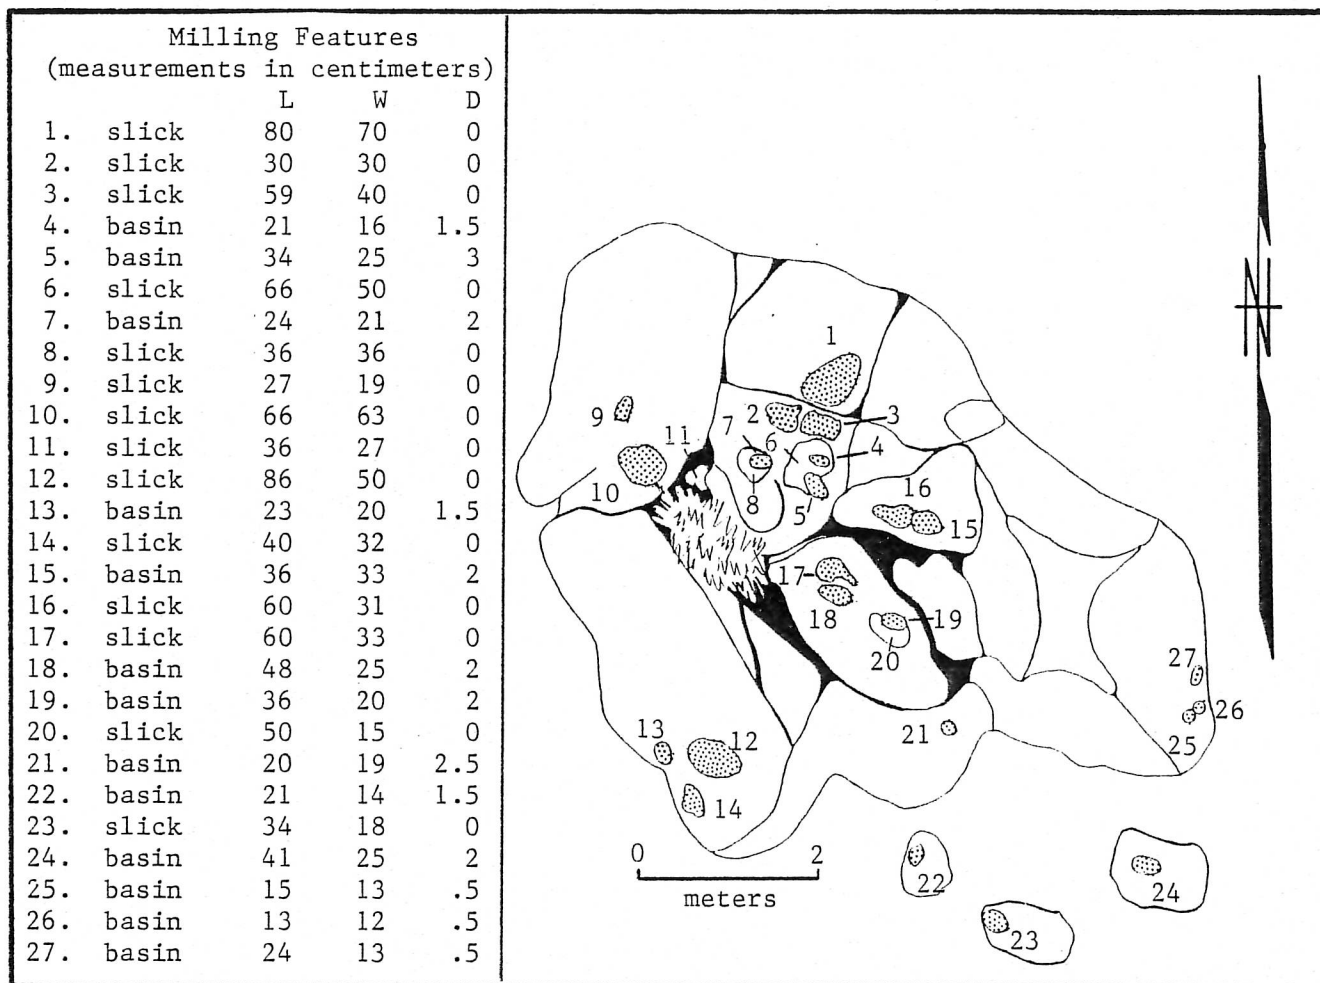 Milling Features
(measurements in centimeters)
L W D
1. slick 80 70 0
2. slick 30 30 0
3. slick 59 40 0
4. basin 21 16 1.5
5. basin 34 25 3
6. slick 66 50 0
7. basin 24 21 2
8. slick 36 36 0
9. slick 27 19 0
10. slick 66 63 0
11. slick 36 27 0
12. slick 86 50 0
13. basin 23 20 1.5
14. slick 40 32 0
15. basin 36 33 2
16. slick 60 31 0
17. slick 60 33 0
18. basin 48 25 2
19. basin 36 20 2
20. slick 50 15 0
21. basin 20 19 2.5
22. basin 21 14 1.5
23. slick 34 18 0
24. basin 41 25 2
25. basin 15 13 .5
26. basin 13 12 .5
27. basin 24 13 .5
N
1
2
3
9
7
6
4
11
10
8
5
16
15
17
18
19
20
27
26
25
21
13
12
14
0 2
meters
22
24
23